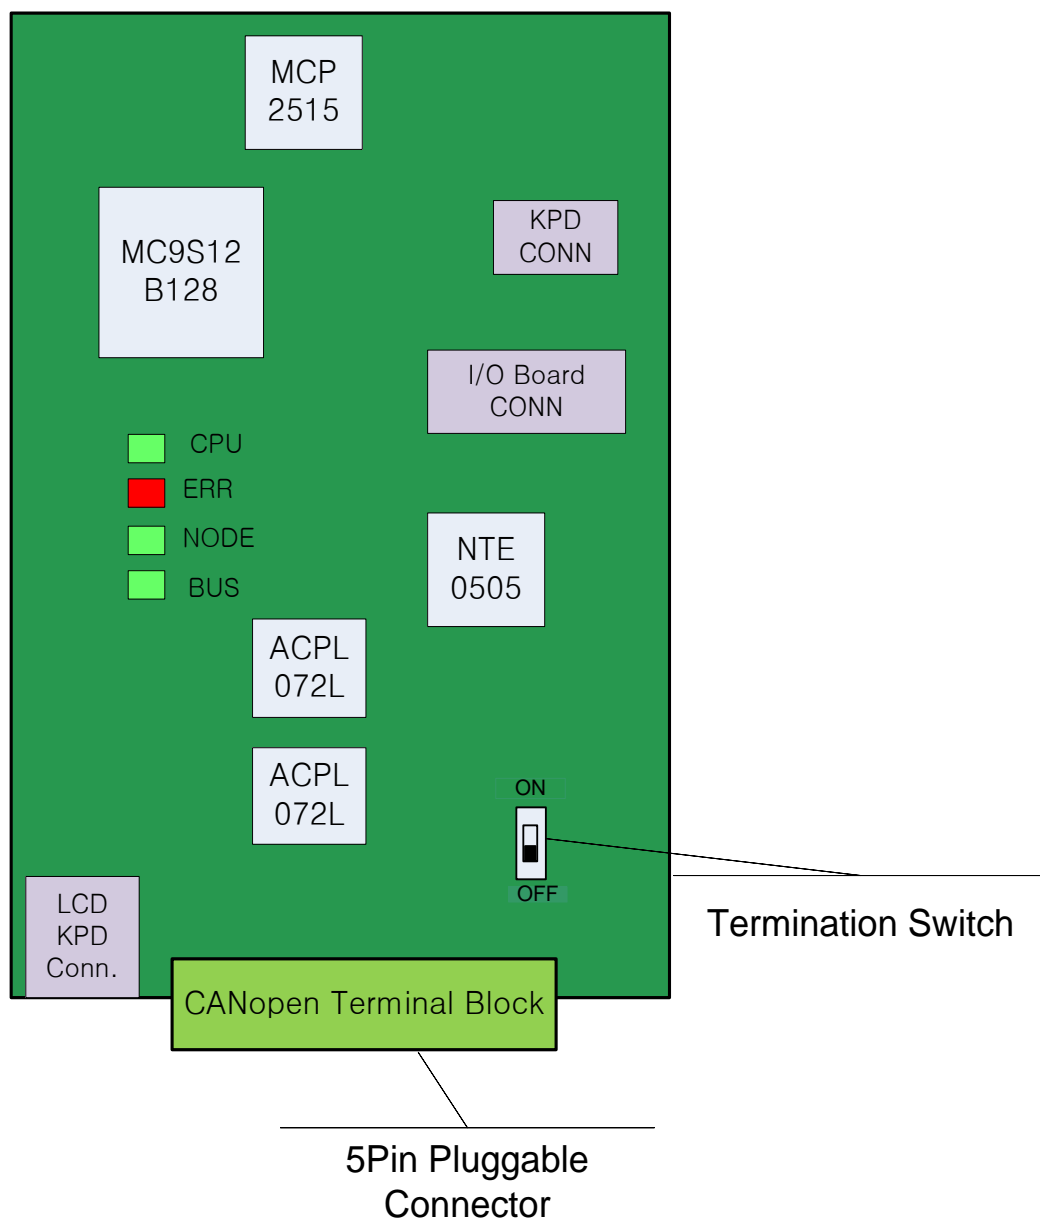 MCP
2515
KPD
CONN
MC9S12
B128
I/O Board
CONN
CPU
ERR
NODE
BUS
NTE
0505
ACPL
072L
ACPL
072L
ON
OFF
Termination Switch
LCD
KPD
Conn.
CANopen Terminal Block
5Pin Pluggable
Connector